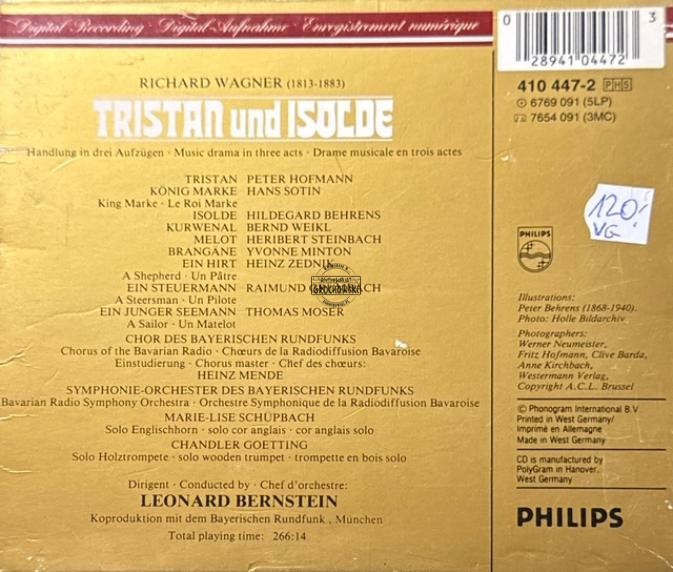 Digital Recording · Digital-Aufnahme · Enregistrement numérique
RICHARD WAGNER (1813-1883)
TRISTAN und ISOLDE
Handlung in drei Aufzügen · Music drama in three acts · Drame musicale en trois actes
TRISTAN PETER HOFMANN
KÖNIG MARKE HANS SOTIN
King Marke · Le Roi Marke
ISOLDE HILDEGARD BEHRENS
KURWENAL BERND WEIKL
MELOT HERIBERT STEINBACH
BRANGÄNE YVONNE MINTON
EIN HIRT HEINZ ZEDNIK
A Shepherd · Un Pâtre
EIN STEUERMANN RAIMUND
A Steersman · Un Pilote
EIN JUNGER SEEMANN THOMAS MOSER
A Sailor · Un Matelot
CHOR DES BAYERISCHEN RUNDFUNKS
Chorus of the Bavarian Radio · Chœurs de la Radiodiffusion Bavaroise
Einstudierung · Chorus master · Chef des chœurs:
HEINZ MENDE
SYMPHONIE-ORCHESTER DES BAYERISCHEN RUNDFUNKS
Bavarian Radio Symphony Orchestra · Orchestre Symphonique de la Radiodiffusion Bavaroise
MARIE-LISE SCHÜPBACH
Solo Englischhorn · solo cor anglais · cor anglais solo
CHANDLER GOETTING
Solo Holztrompete · solo wooden trumpet · trompette en bois solo
Dirigent · Conducted by · Chef d'orchestre:
LEONARD BERNSTEIN
Koproduktion mit dem Bayerischen Rundfunk, München
Total playing time: 266:14
0 3
28941 04472
410 447-2 PHS
6769 091 (5LP)
7654 091 (3MC)
120,-
VG
PHILIPS
Illustrations:
Peter Behrens (1868-1940).
Photo: Holle Bildarchiv
Photographers:
Werner Neumeister,
Fritz Hofmann, Clive Barda,
Anne Kirchbach,
Westermann Verlag,
Copyright A.C.L. Brussel
© Phonogram International B.V.
Printed in West Germany/
Imprimé en Allemagne
Made in West Germany
CD is manufactured by
PolyGram in Hanover,
West Germany
PHILIPS